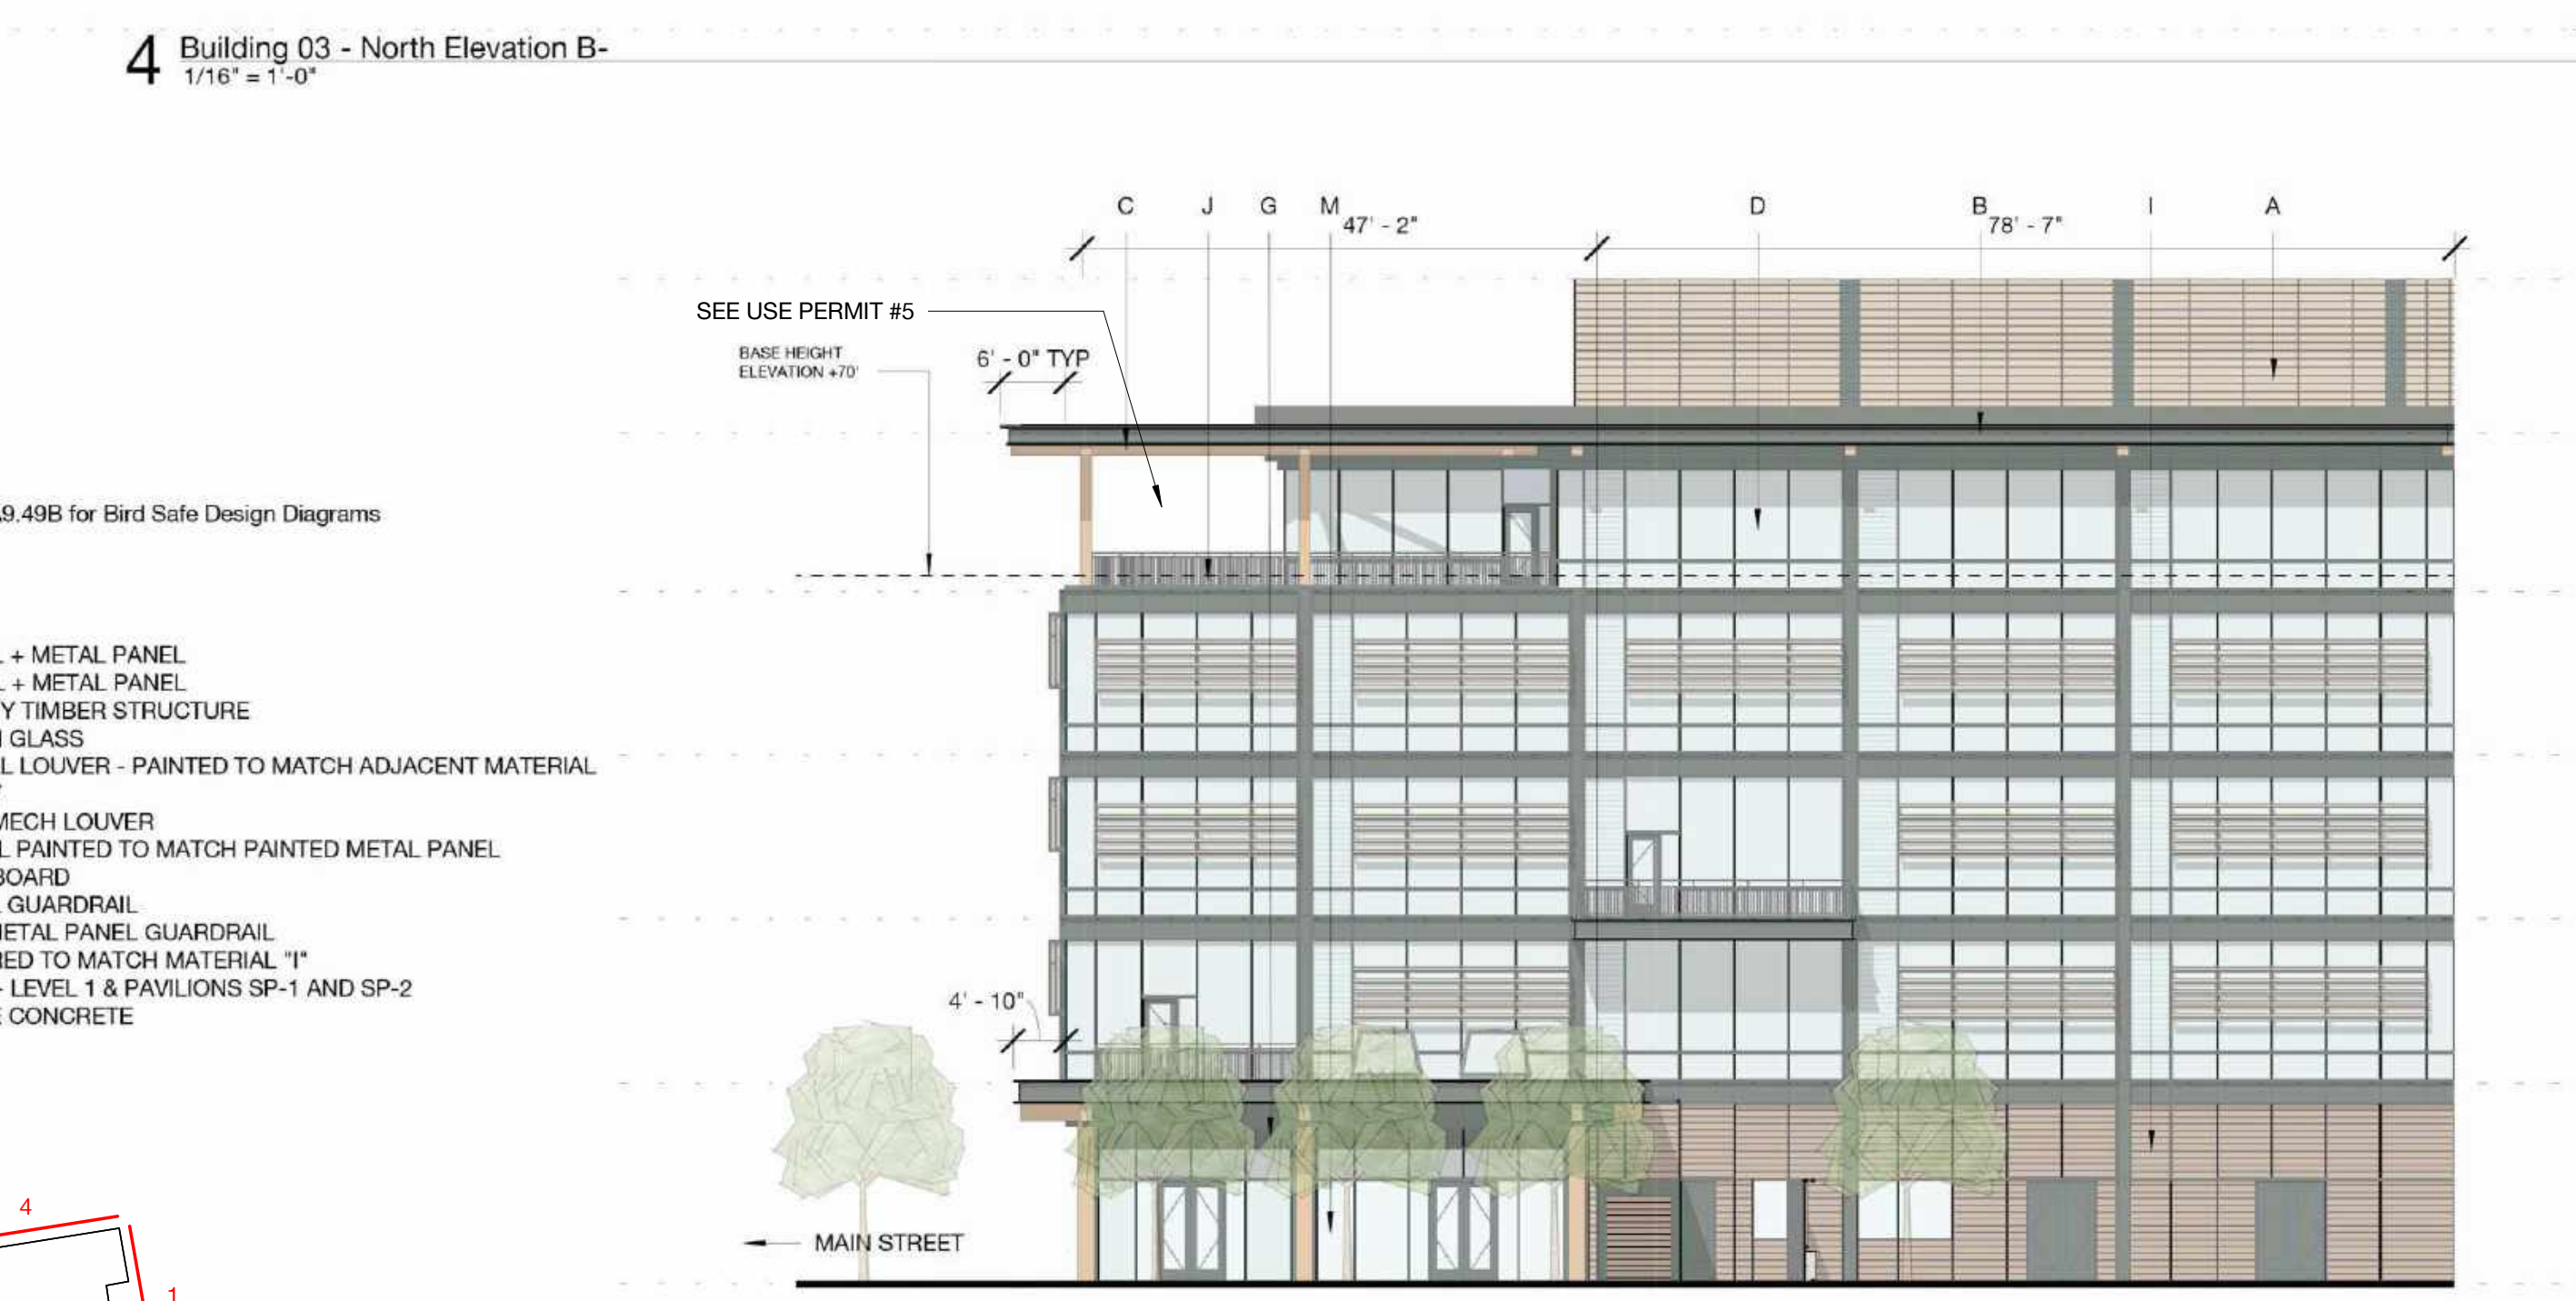 4 Building 03 - North Elevation B-
1/16" = 1'-0"
C J G M D B I A
47' - 2" 78' - 7"
SEE USE PERMIT #5
BASE HEIGHT
ELEVATION +70'
6' - 0" TYP
9.49B for Bird Safe Design Diagrams
+ METAL PANEL
+ METAL PANEL
Y TIMBER STRUCTURE
GLASS
L LOUVER - PAINTED TO MATCH ADJACENT MATERIAL
MECH LOUVER
L PAINTED TO MATCH PAINTED METAL PANEL
BOARD
GUARDRAIL
METAL PANEL GUARDRAIL
RED TO MATCH MATERIAL "I"
- LEVEL 1 & PAVILIONS SP-1 AND SP-2
CONCRETE
4' - 10"
MAIN STREET
4
1